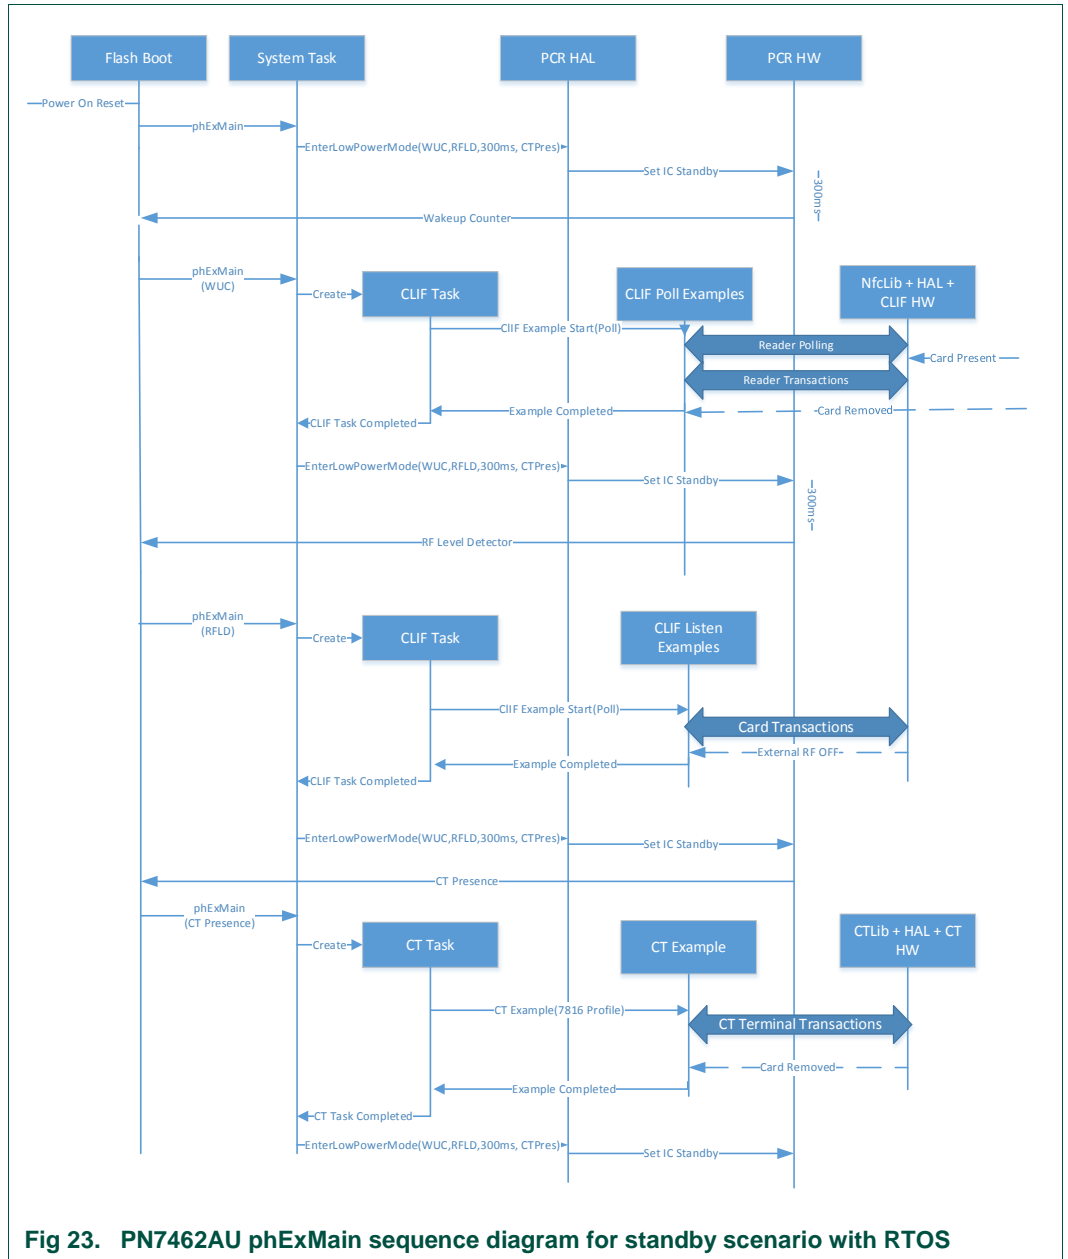 Flash Boot
System Task
PCR HAL
PCR HW
Power On Reset
phExMain
EnterLowPowerMode(WUC,RFLD,300ms, CTPres)
Set IC Standby
300ms
Wakeup Counter
phExMain
(WUC)
Create
CLIF Task
CLIF Poll Examples
NfcLib + HAL +
CLIF HW
ClIF Example Start(Poll)
Reader Polling
Card Present
Reader Transactions
Example Completed
Card Removed
CLIF Task Completed
EnterLowPowerMode(WUC,RFLD,300ms, CTPres)
Set IC Standby
300ms
RF Level Detector
phExMain
(RFLD)
Create
CLIF Task
CLIF Listen
Examples
ClIF Example Start(Poll)
Card Transactions
External RF OFF
Example Completed
CLIF Task Completed
EnterLowPowerMode(WUC,RFLD,300ms, CTPres)
Set IC Standby
CT Presence
phExMain
(CT Presence)
Create
CT Task
CT Example
CTLib + HAL + CT
HW
CT Example(7816 Profile)
CT Terminal Transactions
Card Removed
Example Completed
CT Task Completed
EnterLowPowerMode(WUC,RFLD,300ms, CTPres)
Set IC Standby
Fig 23. PN7462AU phExMain sequence diagram for standby scenario with RTOS